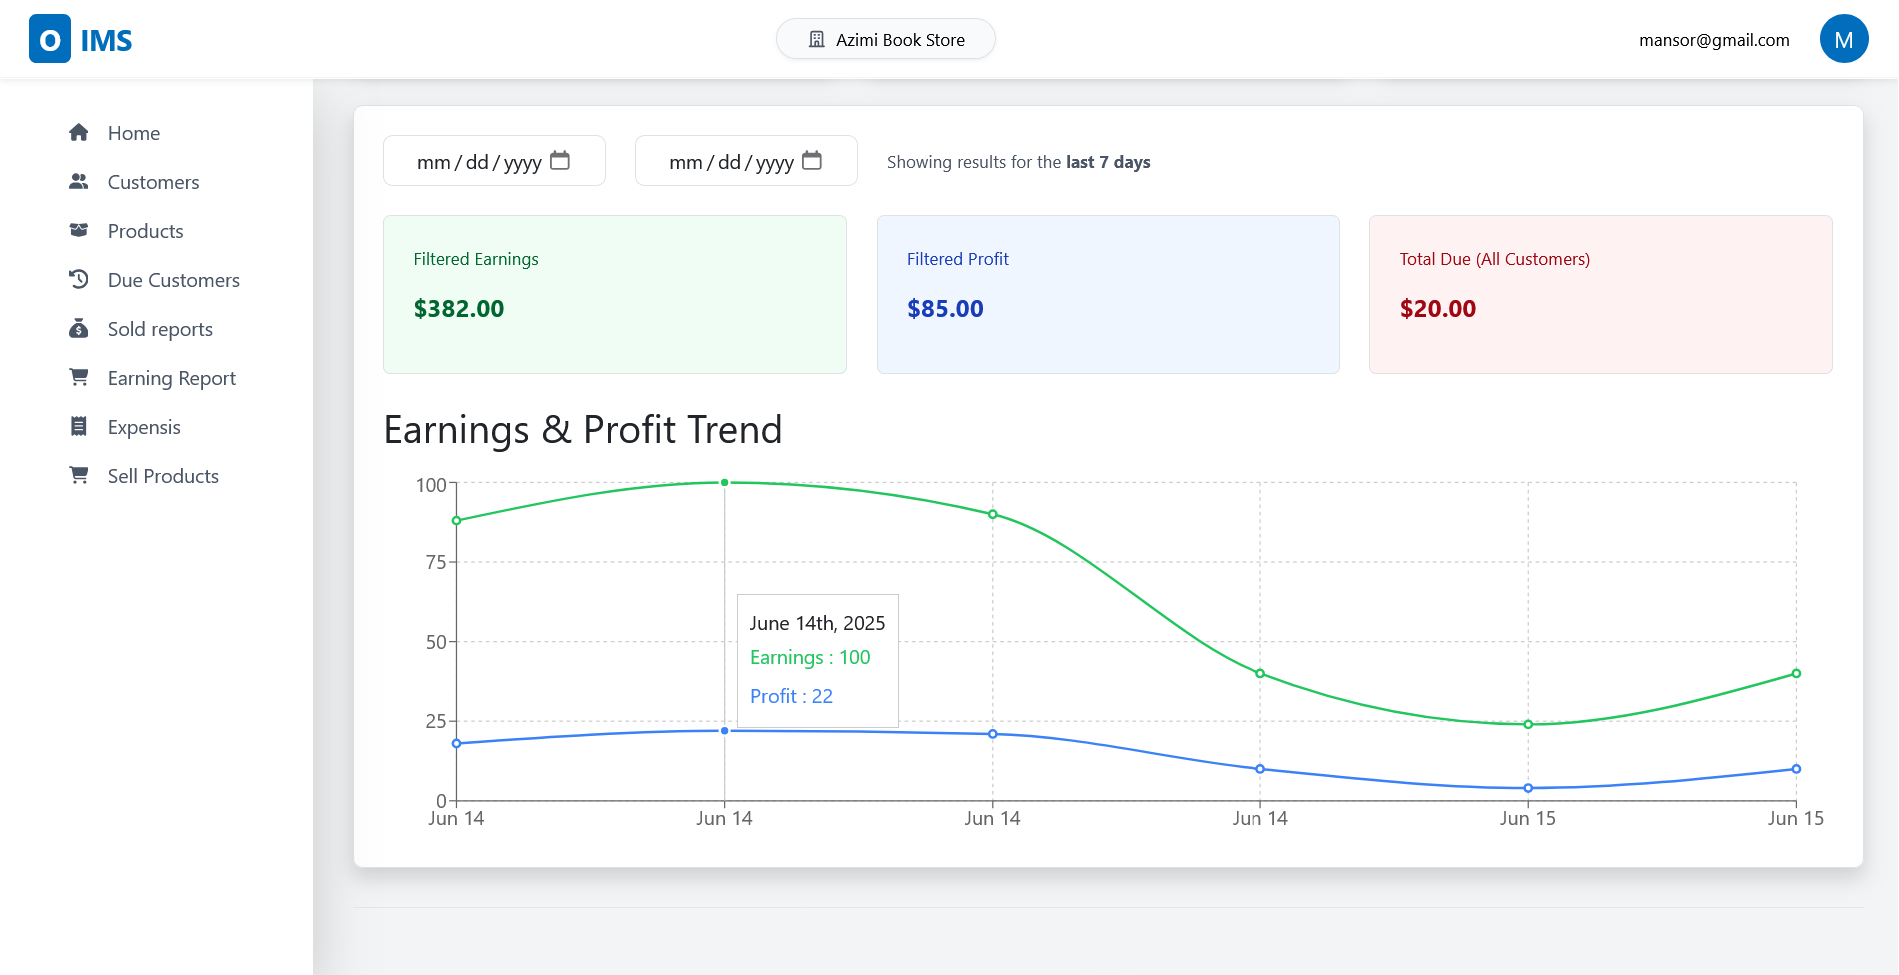 O IMS
Azimi Book Store
mansor@gmail.com
M
Home
Customers
Products
Due Customers
Sold reports
Earning Report
Expensis
Sell Products
mm/dd/yyyy
mm/dd/yyyy
Showing results for the last 7 days
Filtered Earnings
$382.00
Filtered Profit
$85.00
Total Due (All Customers)
$20.00
Earnings & Profit Trend
100
75
50
25
0
June 14th, 2025
Earnings : 100
Profit : 22
Jun 14
Jun 14
Jun 14
Jun 14
Jun 15
Jun 15